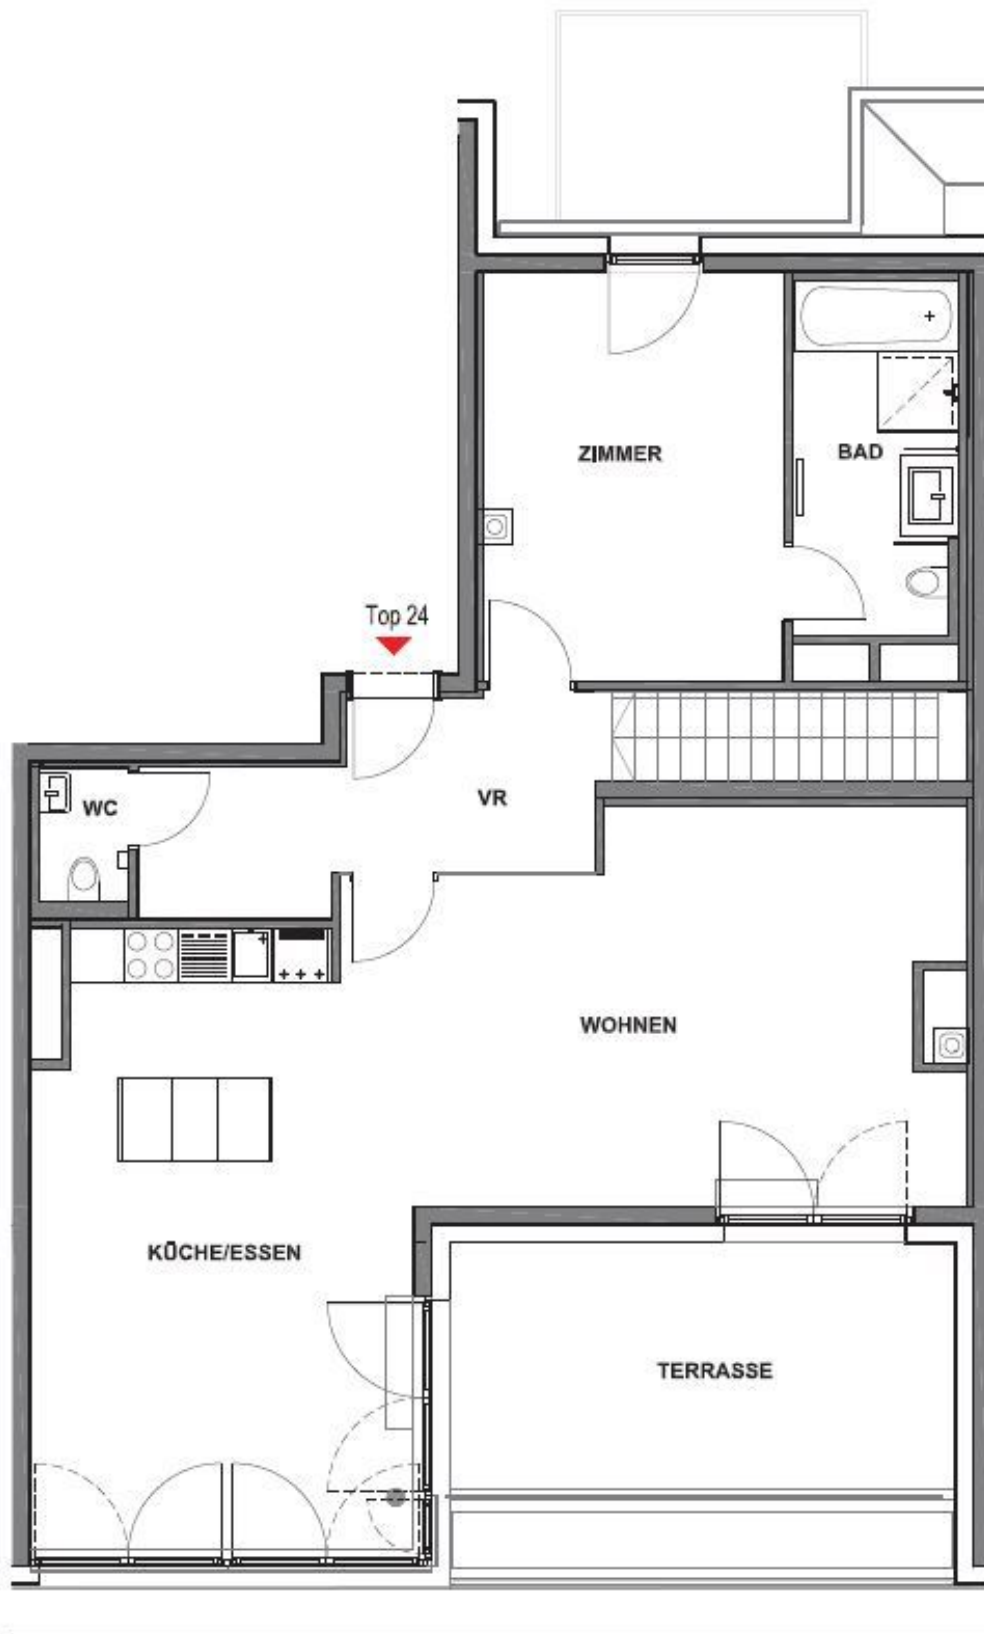 ZIMMER
BAD
Top 24
VR
WC
WOHNEN
KÜCHE/ESSEN
TERRASSE